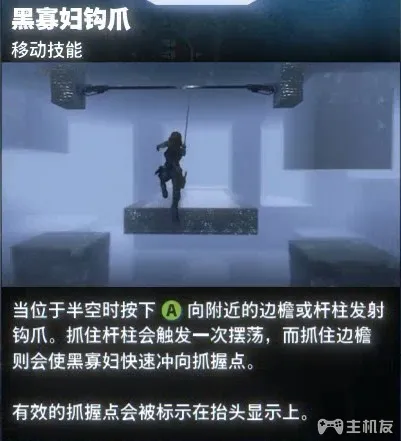 黑寡妇钩爪
移动技能
当位于半空时按下 A 向附近的边檐或杆柱发射
钩爪。抓住杆柱会触发一次摆荡，而抓住边檐
则会使黑寡妇快速冲向抓握点。
有效的抓握点会被标示在抬头显示上。
主机友